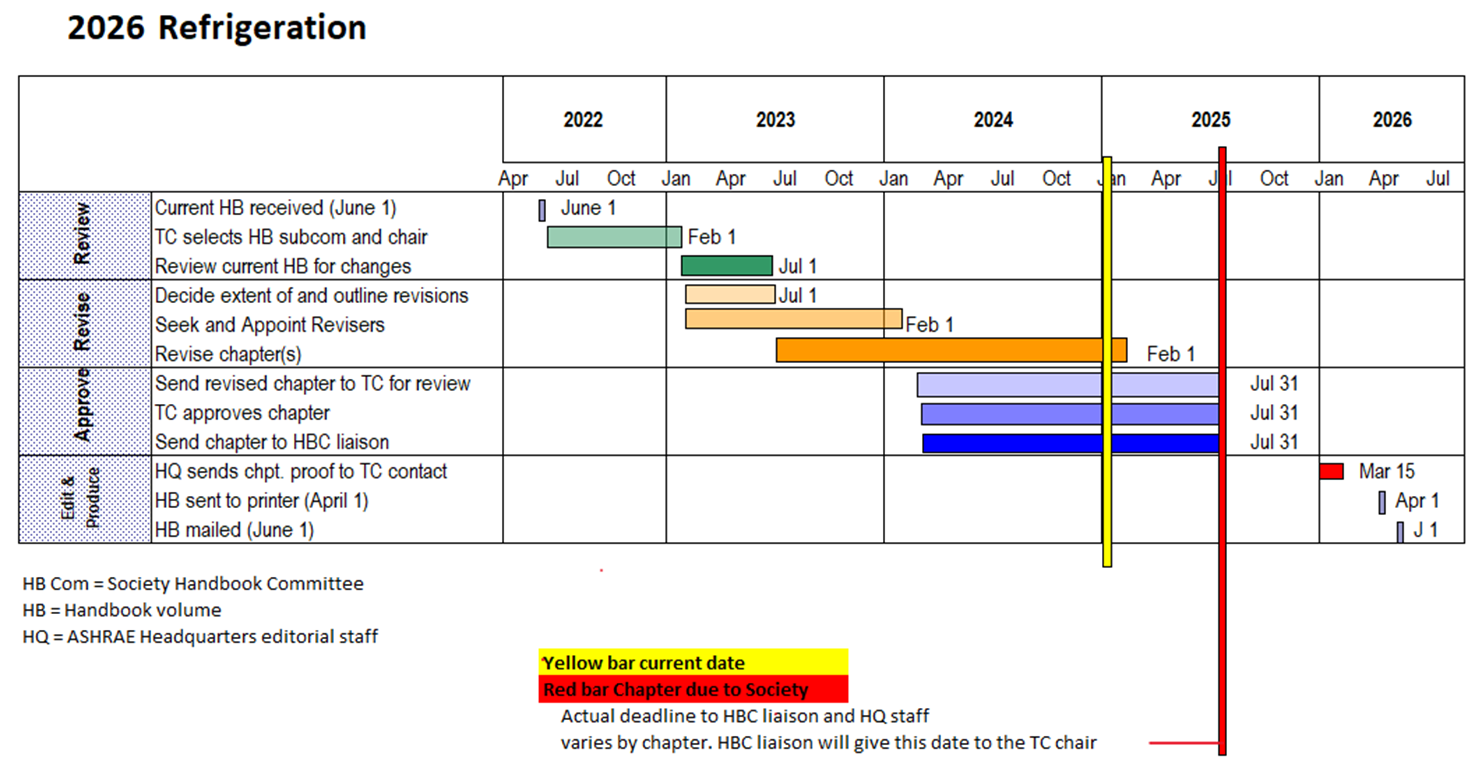 2026 Refrigeration
2022 2023 2024 2025 2026
Apr Jul Oct Jan Apr Jul Oct Jan Apr Jul Oct Jan Apr Jul Oct Jan Apr Jul
Review
Current HB received (June 1) June 1
TC selects HB subcom and chair Feb 1
Review current HB for changes Jul 1
Revise
Decide extent of and outline revisions Jul 1
Seek and Appoint Revisers Feb 1
Revise chapter(s) Feb 1
Approve
Send revised chapter to TC for review Jul 31
TC approves chapter Jul 31
Send chapter to HBC liaison Jul 31
Edit &
Produce
HQ sends chpt. proof to TC contact Mar 15
HB sent to printer (April 1) Apr 1
HB mailed (June 1) J 1
HB Com = Society Handbook Committee
HB = Handbook volume
HQ = ASHRAE Headquarters editorial staff
Yellow bar current date
Red bar Chapter due to Society
Actual deadline to HBC liaison and HQ staff
varies by chapter. HBC liaison will give this date to the TC chair